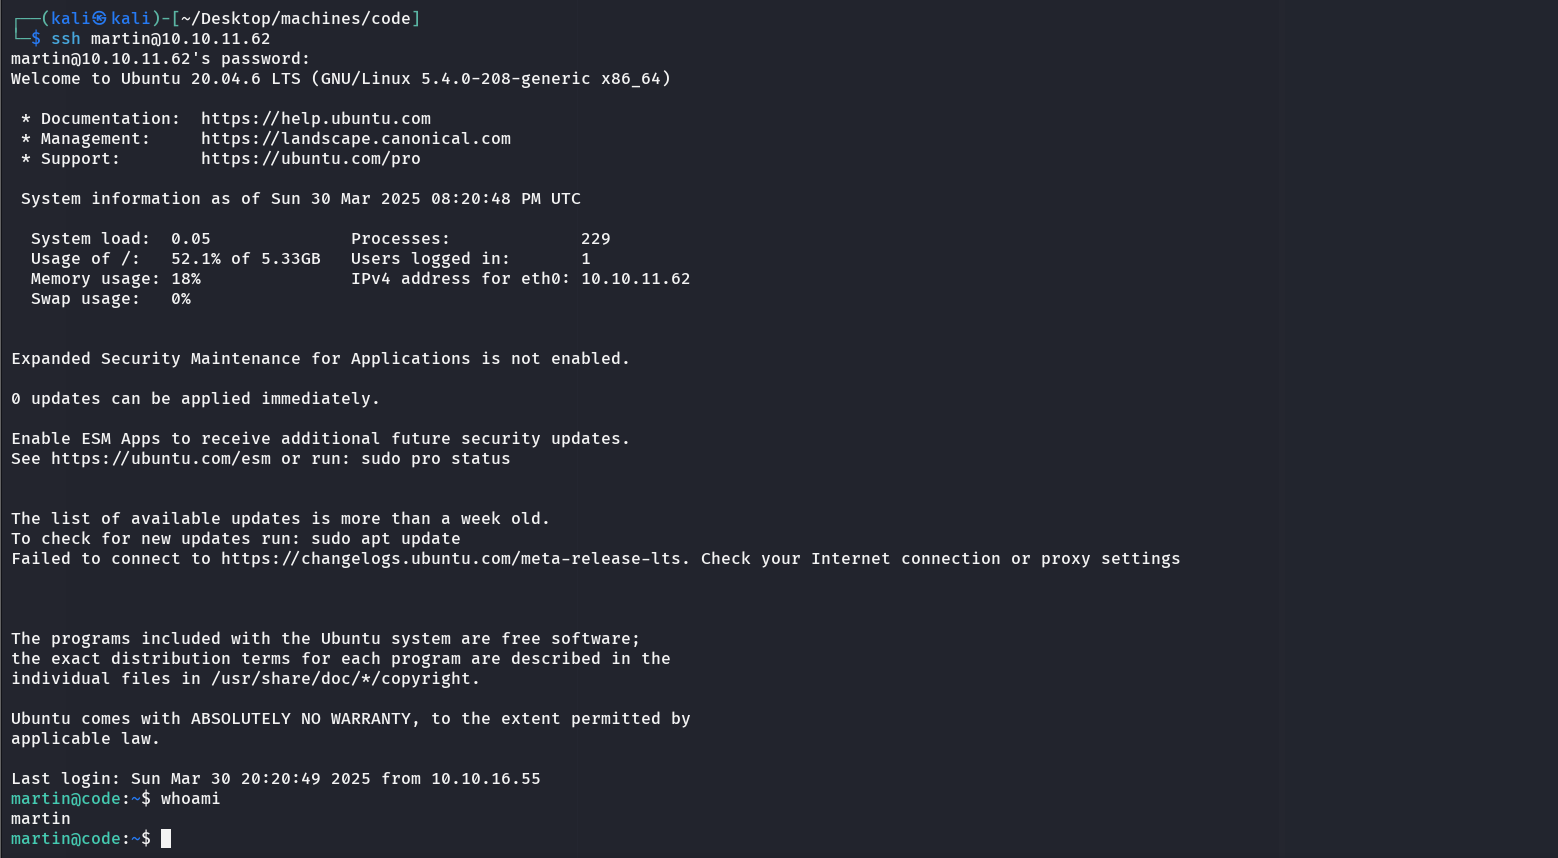 ┌──(kali㉿kali)-[~/Desktop/machines/code]
└─$ ssh martin@10.10.11.62
martin@10.10.11.62's password:
Welcome to Ubuntu 20.04.6 LTS (GNU/Linux 5.4.0-208-generic x86_64)
* Documentation:  https://help.ubuntu.com
* Management:     https://landscape.canonical.com
* Support:        https://ubuntu.com/pro
System information as of Sun 30 Mar 2025 08:20:48 PM UTC
System load:  0.05              Processes:             229
Usage of /:   52.1% of 5.33GB   Users logged in:       1
Memory usage: 18%               IPv4 address for eth0: 10.10.11.62
Swap usage:   0%
Expanded Security Maintenance for Applications is not enabled.
0 updates can be applied immediately.
Enable ESM Apps to receive additional future security updates.
See https://ubuntu.com/esm or run: sudo pro status
The list of available updates is more than a week old.
To check for new updates run: sudo apt update
Failed to connect to https://changelogs.ubuntu.com/meta-release-lts. Check your Internet connection or proxy settings
The programs included with the Ubuntu system are free software;
the exact distribution terms for each program are described in the
individual files in /usr/share/doc/*/copyright.
Ubuntu comes with ABSOLUTELY NO WARRANTY, to the extent permitted by
applicable law.
Last login: Sun Mar 30 20:20:49 2025 from 10.10.16.55
martin@code:~$ whoami
martin
martin@code:~$